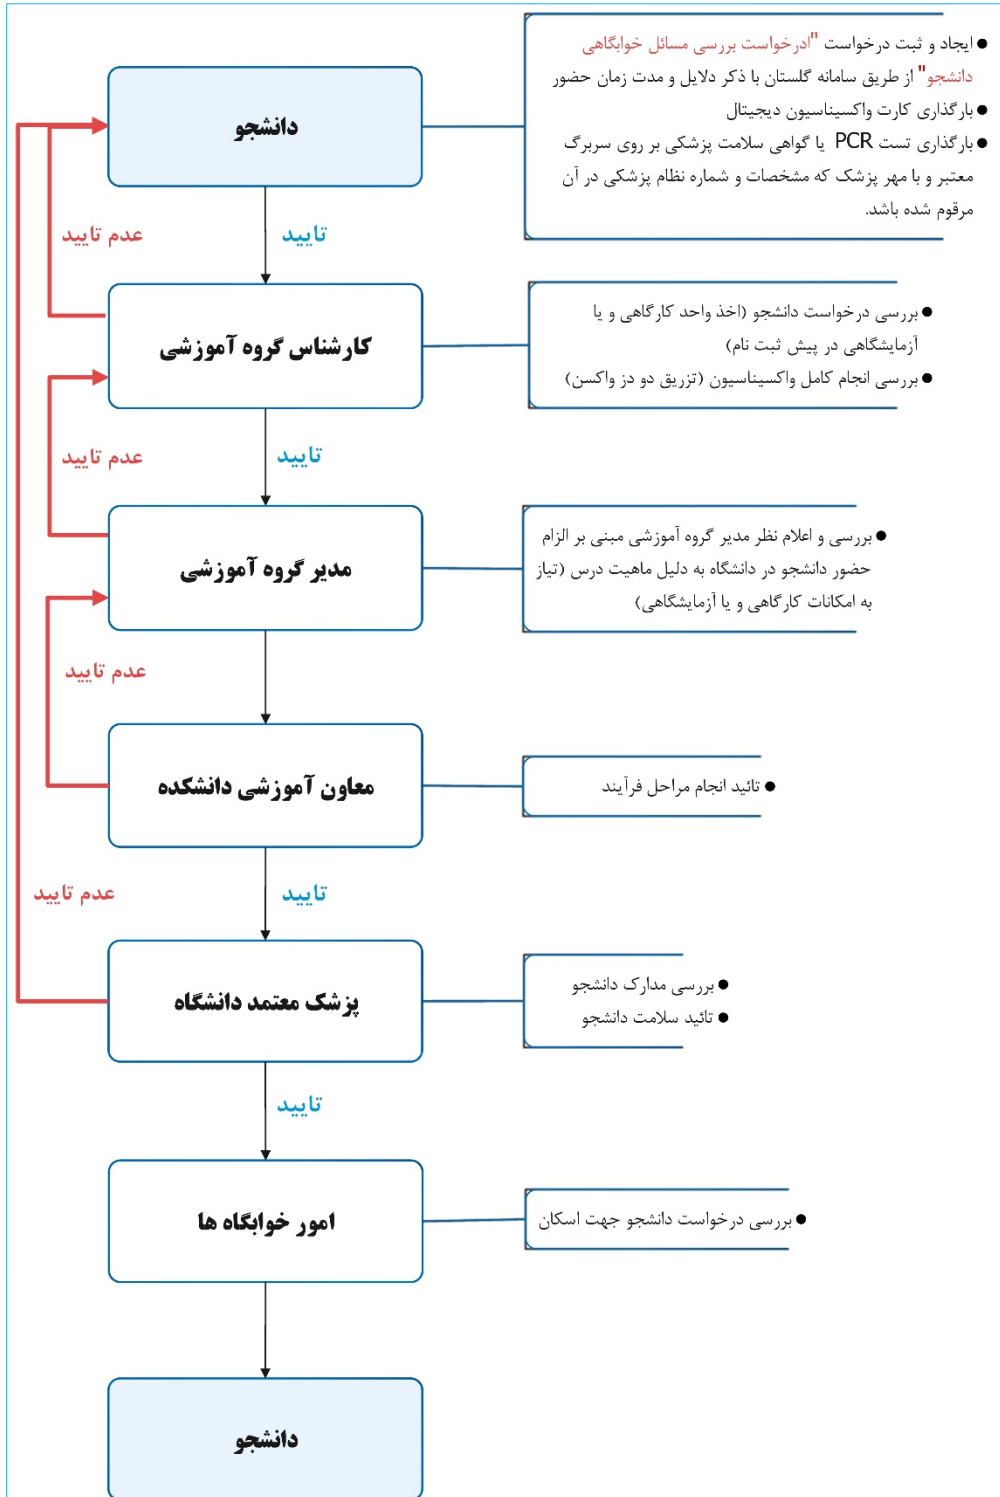 ● ایجاد و ثبت درخواست "ادرخواست بررسی مسائل خوابگاهی
دانشجو" از طریق سامانه گلستان با ذکر دلایل و مدت زمان حضور
● بارگذاری کارت واکسیناسیون دیجیتال
● بارگذاری تست PCR یا گواهی سلامت پزشکی بر روی سربرگ
معتبر و با مهر پزشک که مشخصات و شماره نظام پزشکی در آن
مرقوم شده باشد.
دانشجو
تایید
عدم تایید
● بررسی درخواست دانشجو (اخذ واحد کارگاهی و یا
آزمایشگاهی در پیش ثبت نام)
● بررسی انجام کامل واکسیناسیون (تزریق دو دز واکسن)
کارشناس گروه آموزشی
تایید
عدم تایید
● بررسی و اعلام نظر مدیر گروه آموزشی مبنی بر الزام
حضور دانشجو در دانشگاه به دلیل ماهیت درس (تیاز
به امکانات کارگاهی و یا آزمایشگاهی)
مدیر گروه آموزشی
عدم تایید
● تائید انجام مراحل فرآیند
معاون آموزشی دانشکده
تایید
عدم تایید
● بررسی مدارک دانشجو
● تائید سلامت دانشجو
پزشک معتمد دانشگاه
تایید
● بررسی درخواست دانشجو جهت اسکان
امور خوابگاه ها
دانشجو